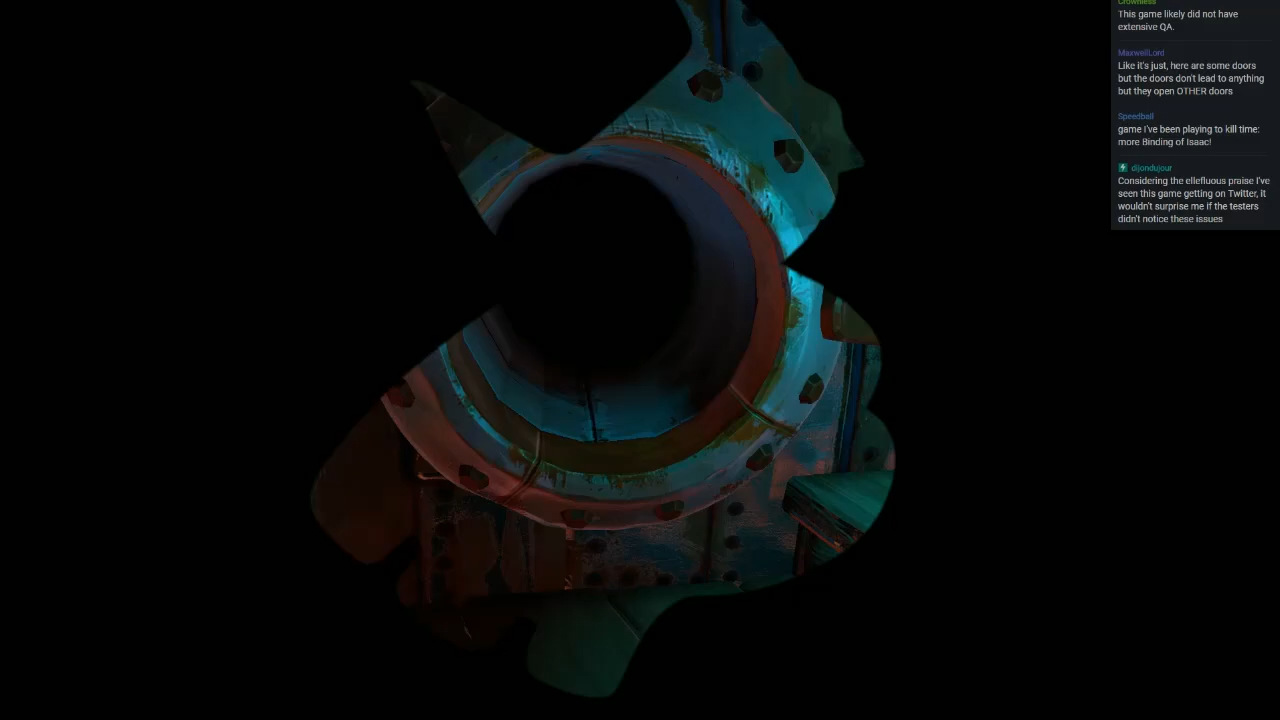 Crownless
This game likely did not have
extensive QA.
MaxwellLord
Like it's just, here are some doors
but the doors don't lead to anything
but they open OTHER doors
Speedball
game I've been playing to kill time:
more Binding of Isaac!
dijondujour
Considering the ellefluous praise I've
seen this game getting on Twitter, it
wouldn't surprise me if the testers
didn't notice these issues